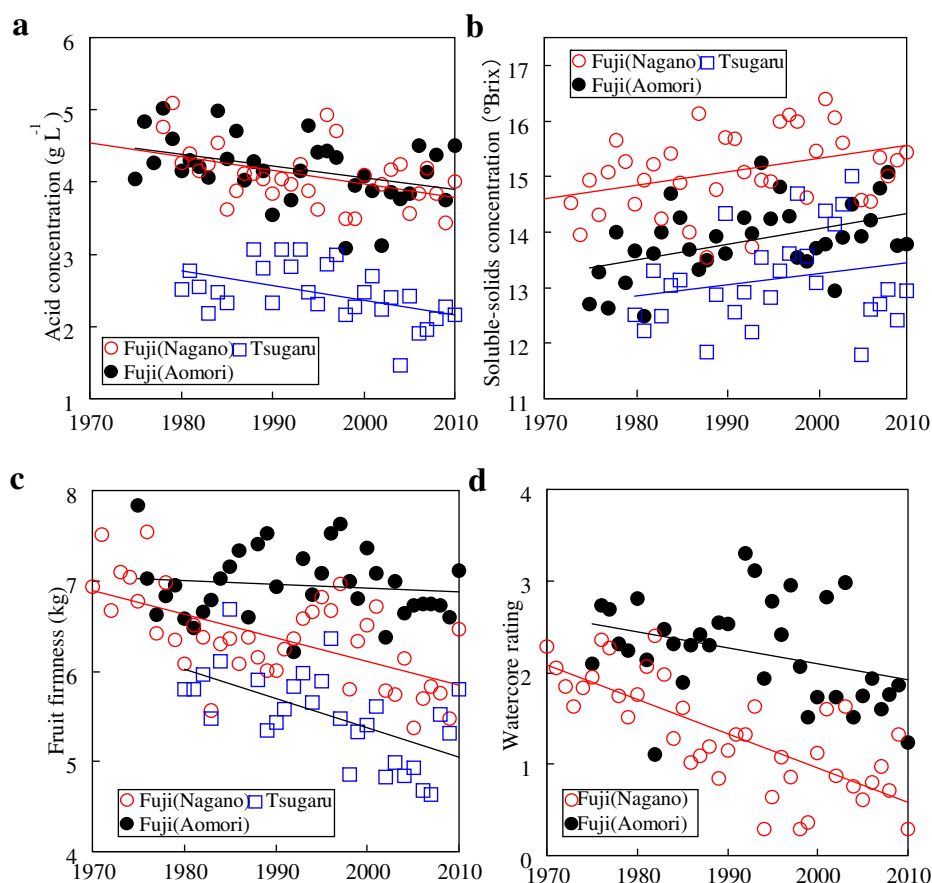 a
Acid concentration (g L⁻¹)
6
5
4
3
2
1
Fuji(Nagano) Tsugaru
Fuji(Aomori)
1970 1980 1990 2000 2010
b
Soluble-solids concentration (ºBrix)
17
16
15
14
13
12
11
Fuji(Nagano) Tsugaru
Fuji(Aomori)
1970 1980 1990 2000 2010
c
Fruit firmness (kg)
8
7
6
5
4
Fuji(Nagano) Tsugaru
Fuji(Aomori)
1970 1980 1990 2000 2010
d
Watercore rating
4
3
2
1
0
Fuji(Nagano)
Fuji(Aomori)
1970 1980 1990 2000 2010